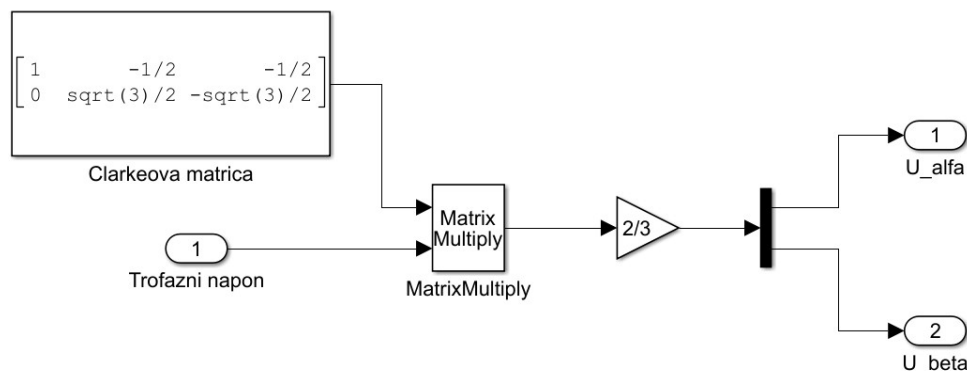 1 -1/2 -1/2
0 sqrt(3)/2 -sqrt(3)/2
Clarkeova matrica
1
Trofazni napon
Matrix
Multiply
MatrixMultiply
2/3
1
U_alfa
2
U_beta